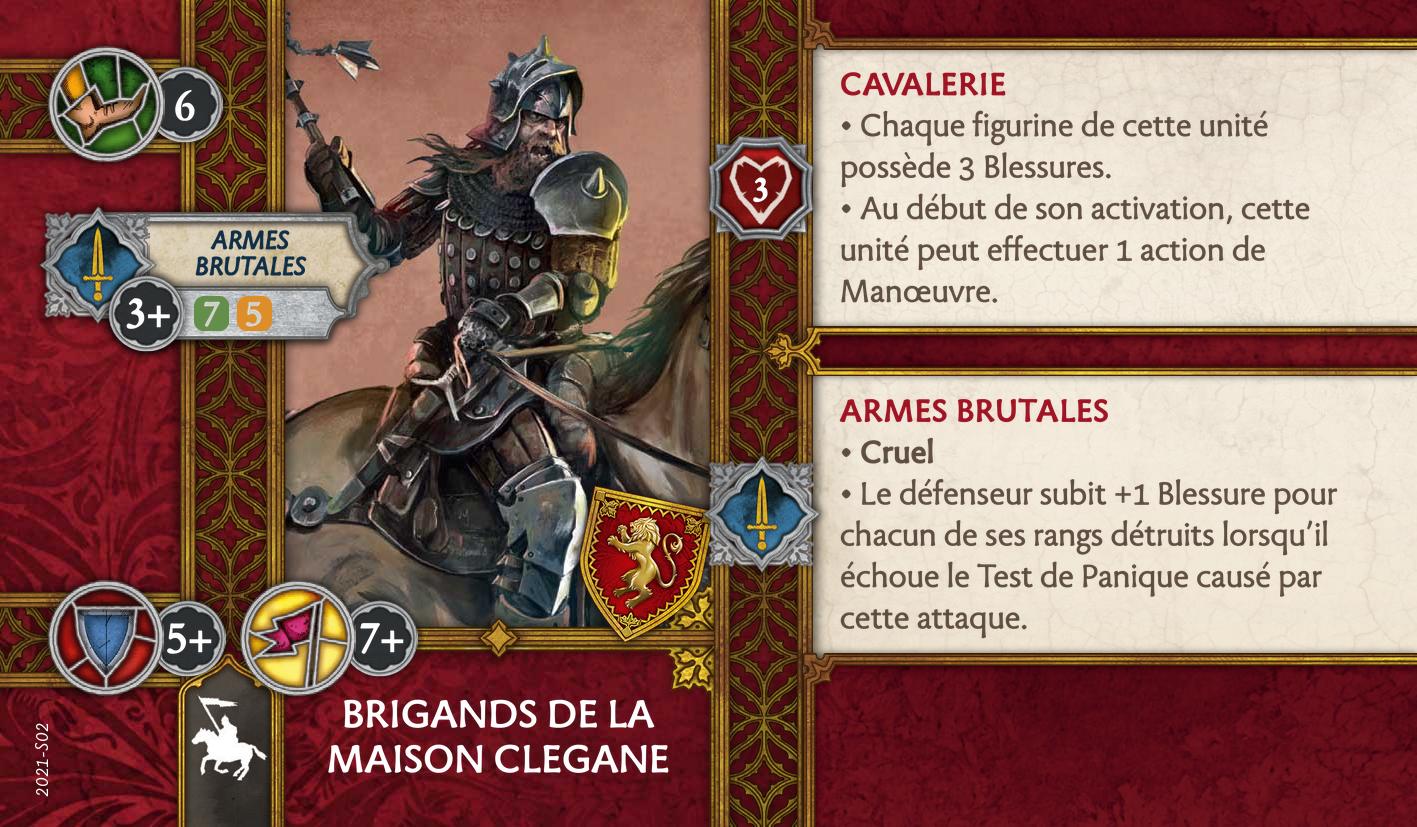 6
ARMES
BRUTALES
3+
7 5
5+
7+
BRIGANDS DE LA
MAISON CLEGANE
2021-S02
3
CAVALERIE
• Chaque figurine de cette unité
possède 3 Blessures.
• Au début de son activation, cette
unité peut effectuer 1 action de
Manœuvre.
ARMES BRUTALES
• Cruel
• Le défenseur subit +1 Blessure pour
chacun de ses rangs détruits lorsqu’il
échoue le Test de Panique causé par
cette attaque.